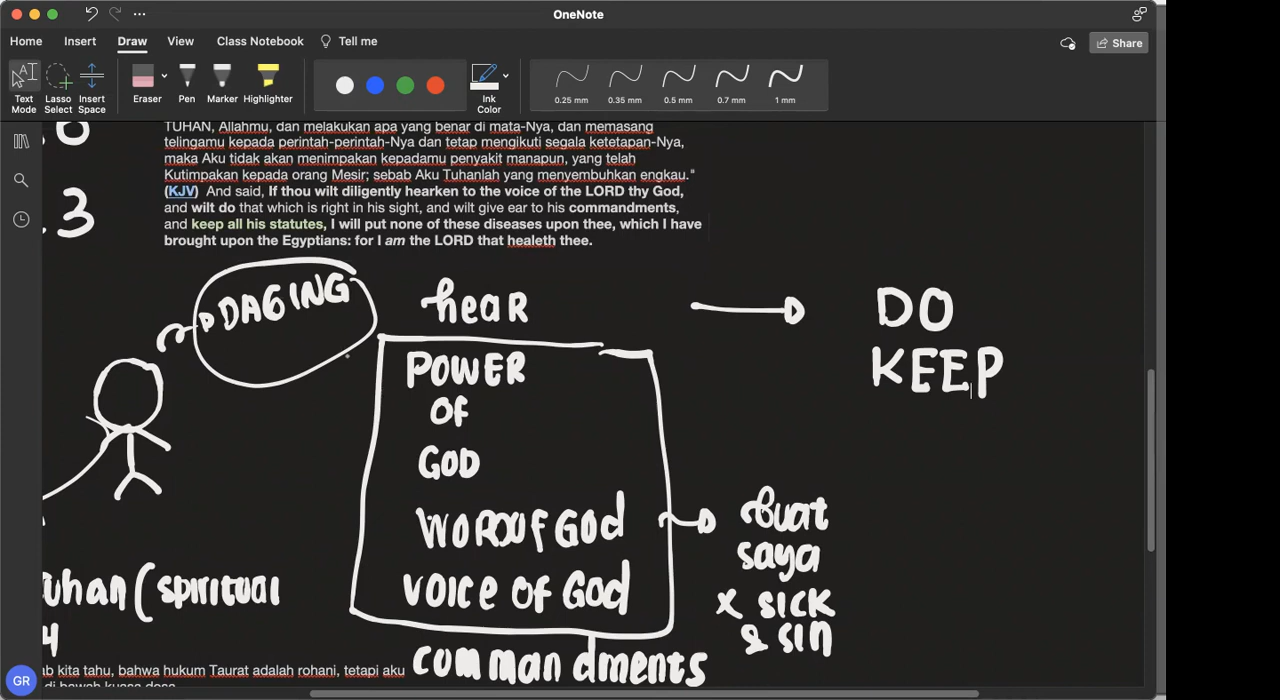 OneNote
Home Insert Draw View Class Notebook Tell me
Share
Text Mode
Lasso Select
Insert Space
Eraser
Pen
Marker
Highlighter
Ink Color
0.25 mm
0.35 mm
0.5 mm
0.7 mm
1 mm
TUHAN, Allahmu, dan melakukan apa yang benar di mata-Nya, dan memasang
telingamu kepada perintah-perintah-Nya dan tetap mengikuti segala ketetapan-Nya,
maka Aku tidak akan menimpakan kepadamu penyakit manapun, yang telah
Kutimpakan kepada orang Mesir; sebab Aku Tuhanlah yang menyembuhkan engkau."
(KJV) And said, If thou wilt diligently hearken to the voice of the LORD thy God,
and wilt do that which is right in his sight, and wilt give ear to his commandments,
and keep all his statutes, I will put none of these diseases upon thee, which I have
brought upon the Egyptians: for I am the LORD that healeth thee.
.3
DAGING
hear
DO
KEEP
POWER
OF
GOD
WORD OF GOD
VOICE OF GOD
commandments
buat
saya
x SICK
& SIN
uhan (spiritual
4
ab kita tahu, bahwa hukum Taurat adalah rohani, tetapi aku
GR